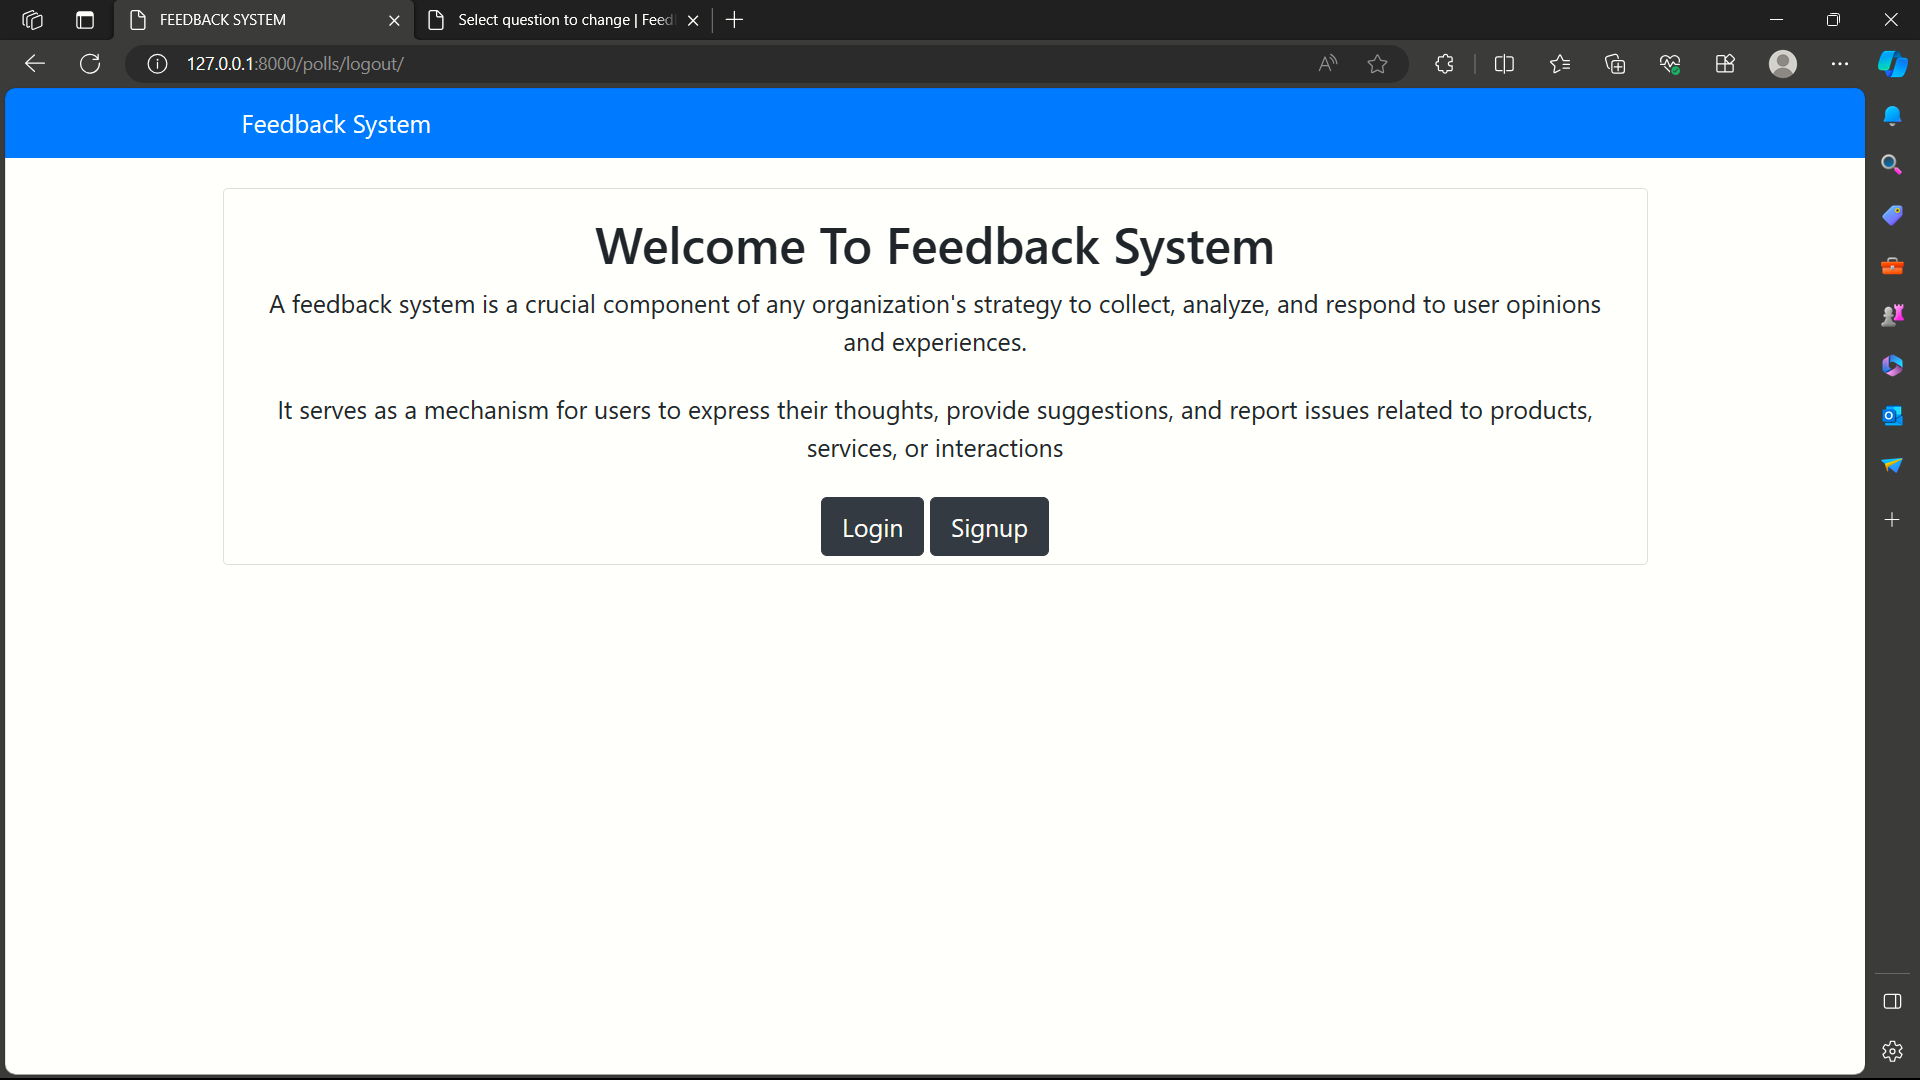 FEEDBACK SYSTEM
Select question to change | Feed
127.0.0.1:8000/polls/logout/
Feedback System
Welcome To Feedback System
A feedback system is a crucial component of any organization's strategy to collect, analyze, and respond to user opinions
and experiences.
It serves as a mechanism for users to express their thoughts, provide suggestions, and report issues related to products,
services, or interactions
Login
Signup